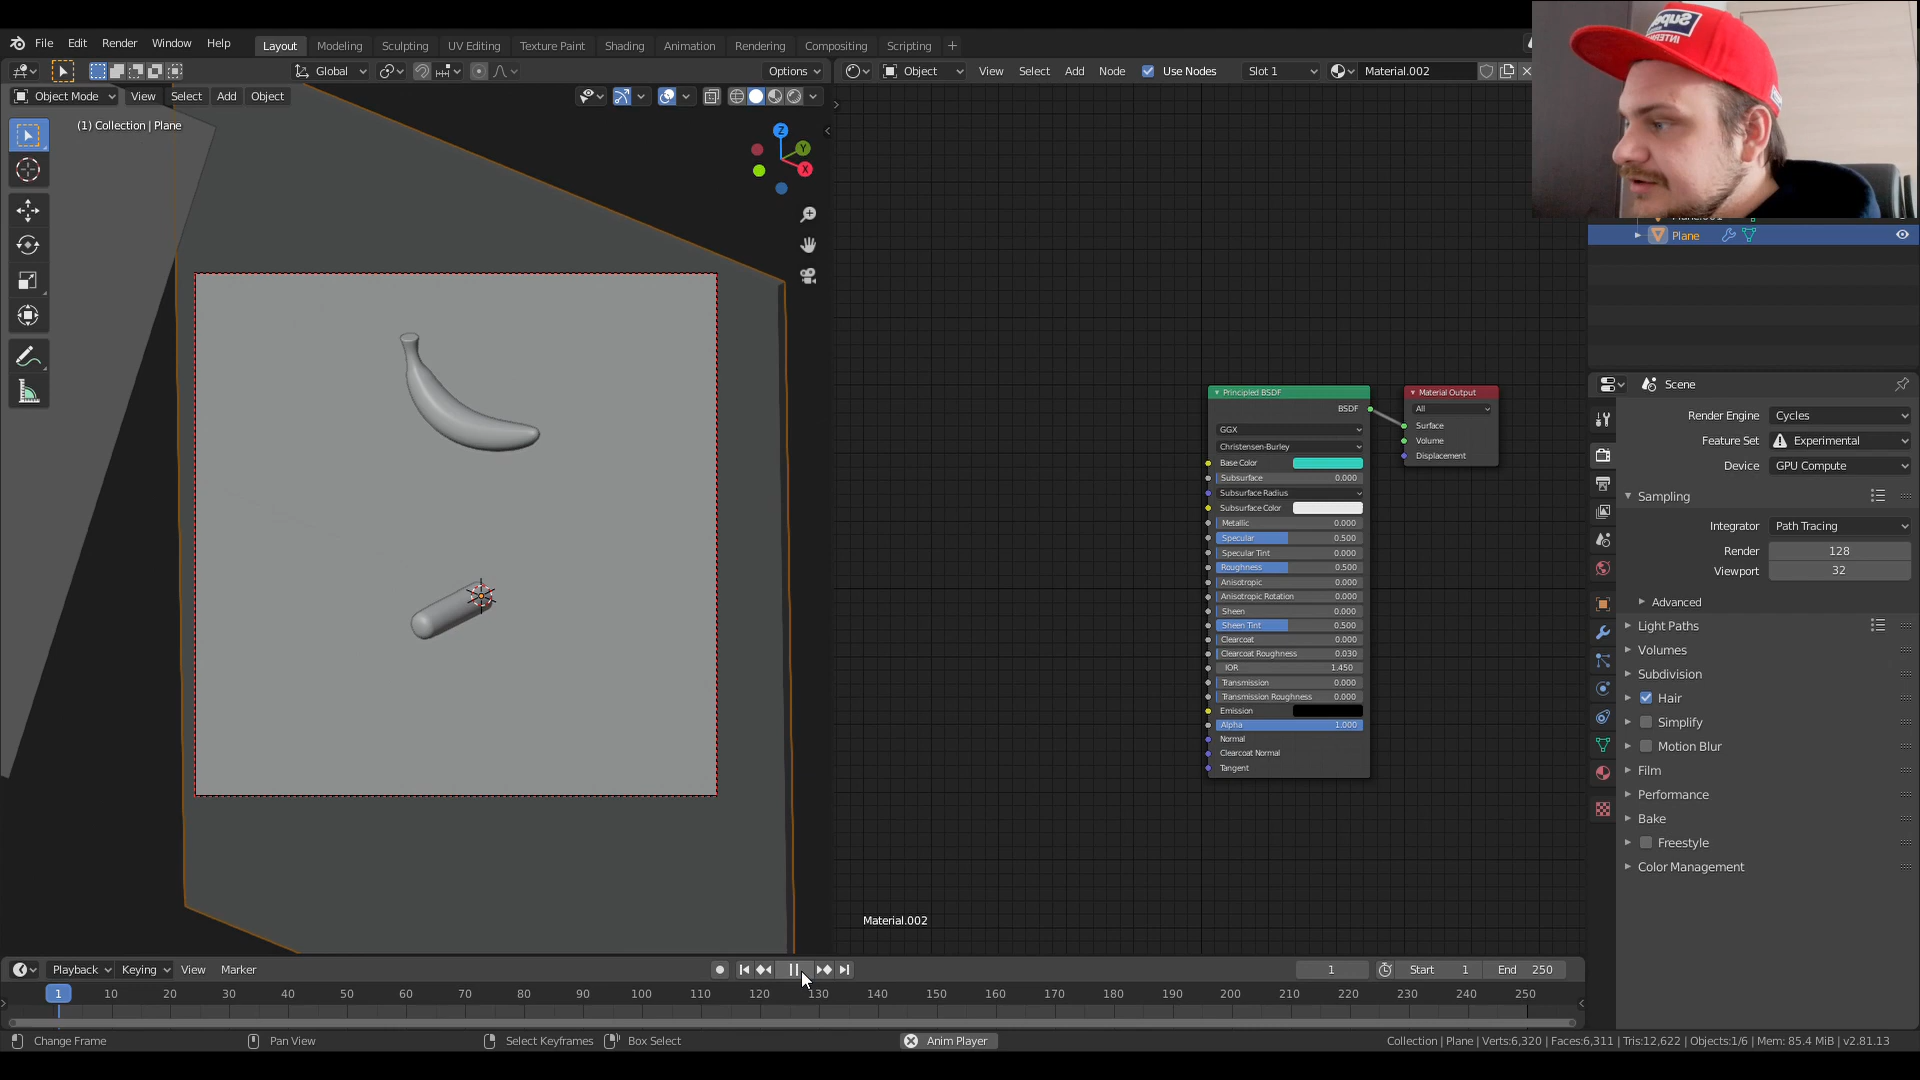 File Edit Render Window Help Layout Modeling Sculpting UV Editing Texture Paint Shading Animation Rendering Compositing Scripting +
Global Options Object View Select Add Node Use Nodes Slot 1 Material.002
Object Mode View Select Add Object
(1) Collection | Plane
Z
Y
X
Plane
Principled BSDF
BSDF
GGX
Christensen-Burley
Base Color
Subsurface 0.000
Subsurface Radius
Subsurface Color
Metallic 0.000
Specular 0.500
Specular Tint 0.000
Roughness 0.500
Anisotropic 0.000
Anisotropic Rotation 0.000
Sheen 0.000
Sheen Tint 0.500
Clearcoat 0.000
Clearcoat Roughness 0.030
IOR 1.450
Transmission 0.000
Transmission Roughness 0.000
Emission
Alpha 1.000
Normal
Clearcoat Normal
Tangent
Material Output
All
Surface
Volume
Displacement
Material.002
Scene
Render Engine Cycles
Feature Set Experimental
Device GPU Compute
Sampling
Integrator Path Tracing
Render 128
Viewport 32
Advanced
Light Paths
Volumes
Subdivision
Hair
Simplify
Motion Blur
Film
Performance
Bake
Freestyle
Color Management
Playback Keying View Marker 1 Start 1 End 250
1 10 20 30 40 50 60 70 80 90 100 110 120 130 140 150 160 170 180 190 200 210 220 230 240 250
Change Frame Pan View Select Keyframes Box Select Anim Player Collection | Plane | Verts:6,320 | Faces:6,311 | Tris:12,622 | Objects:1/6 | Mem: 85.4 MiB | v2.81.13